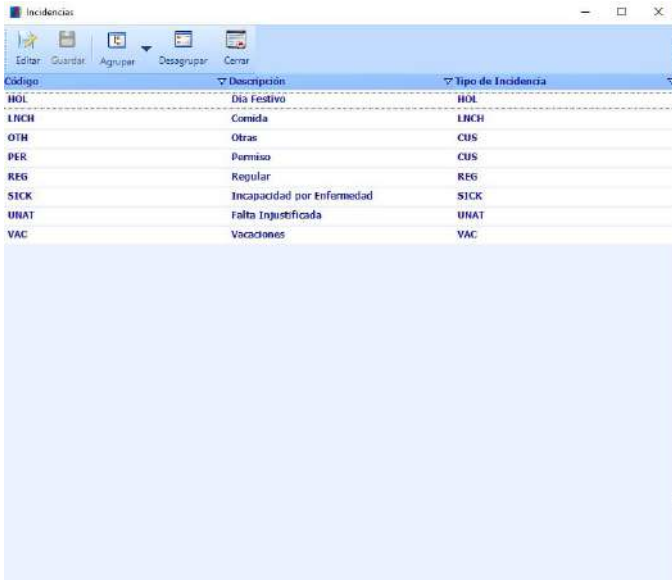 Incidencias
Editar Guardar Agrupar Desagrupar Cerrar
Código Descripción Tipo de Incidencia
HOL Dia Festivo HOL
LNCH Comida LNCH
OTH Otras CUS
PER Permiso CUS
REG Regular REG
SICK Incapacidad por Enfermedad SICK
UNAT Falta Injustificada UNAT
VAC Vacaciones VAC